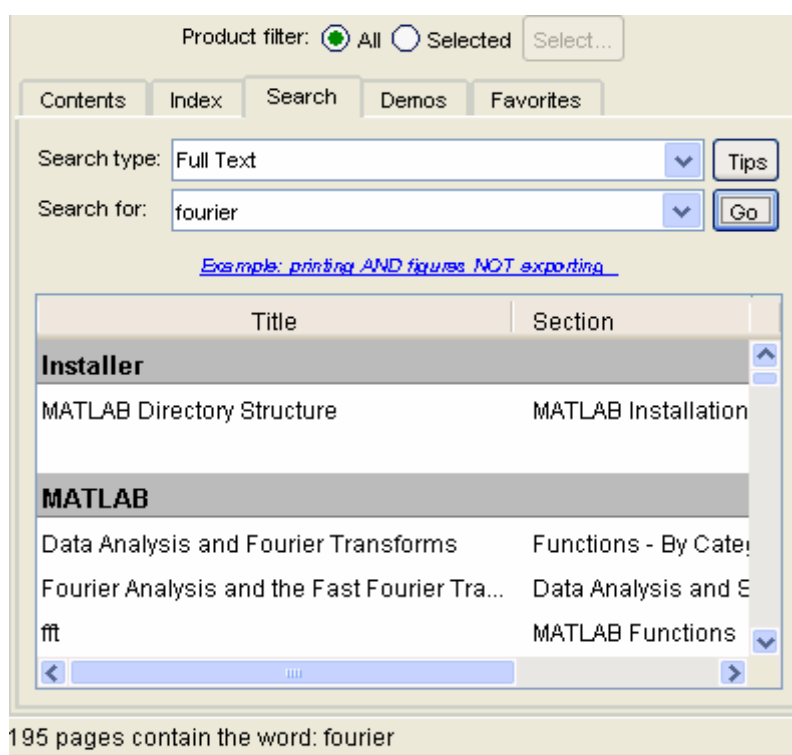 Product filter: All Selected Select...
Contents Index Search Demos Favorites
Search type: Full Text Tips
Search for: fourier Go
Example: printing AND figures NOT exporting
Title Section
Installer
MATLAB Directory Structure MATLAB Installation
MATLAB
Data Analysis and Fourier Transforms Functions - By Categ
Fourier Analysis and the Fast Fourier Tra... Data Analysis and S
fft MATLAB Functions
195 pages contain the word: fourier